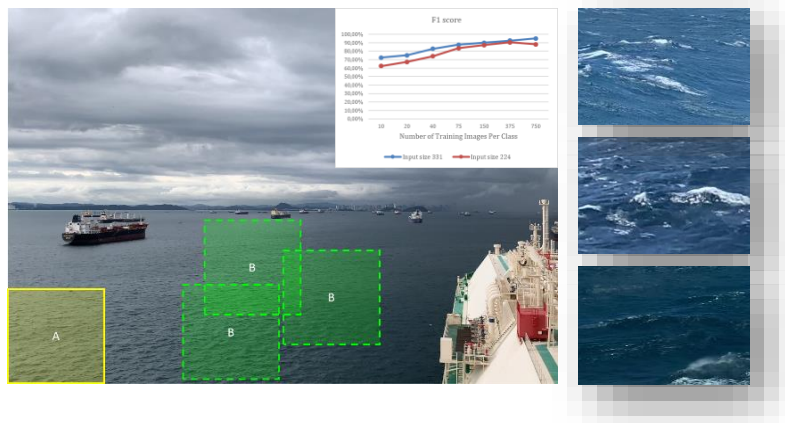 F1 score
100,00%
90,00%
80,00%
70,00%
60,00%
50,00%
40,00%
30,00%
20,00%
10,00%
0,00%
10 20 40 75 150 375 750
Number of Training Images Per Class
Input size 331 Input size 224
B
B
B
A